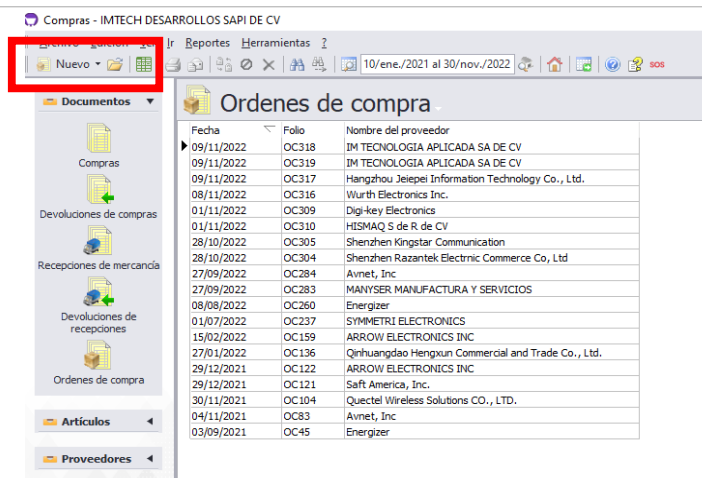 Compras - IMTECH DESARROLLOS SAPI DE CV
Archivo Edición Ver Ir Reportes Herramientas ?
Nuevo 10/ene./2021 al 30/nov./2022 SOS
Documentos
Compras
Devoluciones de compras
Recepciones de mercancía
Devoluciones de
recepciones
Ordenes de compra
Artículos
Proveedores
Ordenes de compra
Fecha Folio Nombre del proveedor
09/11/2022 OC318 IM TECNOLOGIA APLICADA SA DE CV
09/11/2022 OC319 IM TECNOLOGIA APLICADA SA DE CV
09/11/2022 OC317 Hangzhou Jeiepei Information Technology Co., Ltd.
08/11/2022 OC316 Wurth Electronics Inc.
01/11/2022 OC309 Digi-key Electronics
01/11/2022 OC310 HISMAQ S de R de CV
28/10/2022 OC305 Shenzhen Kingstar Communication
28/10/2022 OC304 Shenzhen Razantek Electrnic Commerce Co, Ltd
27/09/2022 OC284 Avnet, Inc
27/09/2022 OC283 MANYSER MANUFACTURA Y SERVICIOS
08/08/2022 OC260 Energizer
01/07/2022 OC237 SYMMETRI ELECTRONICS
15/02/2022 OC159 ARROW ELECTRONICS INC
27/01/2022 OC136 Qinhuangdao Hengxun Commercial and Trade Co., Ltd.
29/12/2021 OC122 ARROW ELECTRONICS INC
29/12/2021 OC121 Saft America, Inc.
30/11/2021 OC104 Quectel Wireless Solutions CO., LTD.
04/11/2021 OC83 Avnet, Inc
03/09/2021 OC45 Energizer